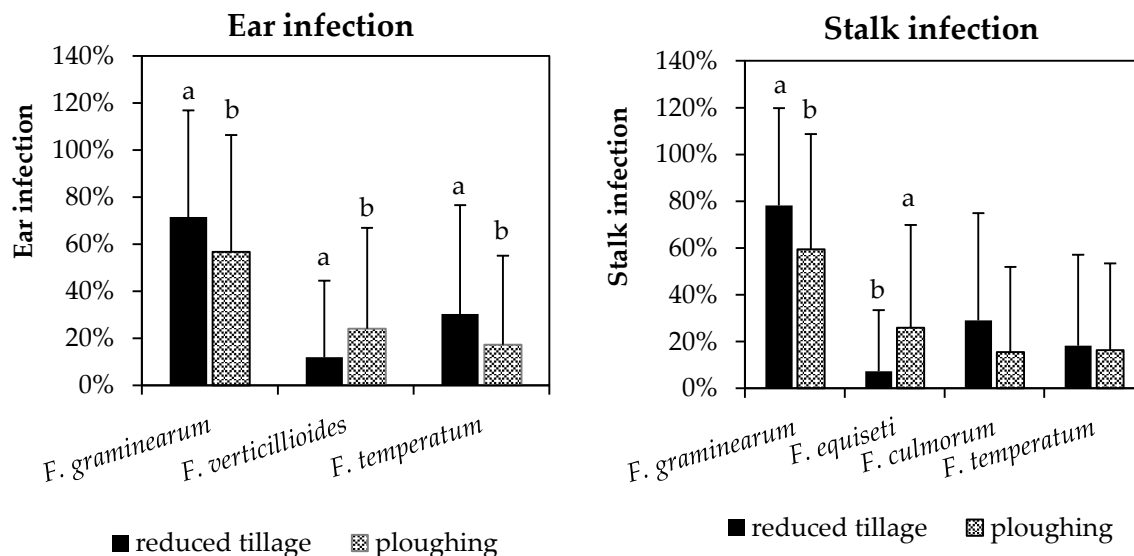 Ear infection
140%
120%
100%
80%
60%
40%
20%
0%
Ear infection
a
b
a
b
a
b
F. graminearum
F. verticillioides
F. temperatum
reduced tillage
ploughing
Stalk infection
140%
120%
100%
80%
60%
40%
20%
0%
Stalk infection
a
b
b
a
F. graminearum
F. equiseti
F. culmorum
F. temperatum
reduced tillage
ploughing